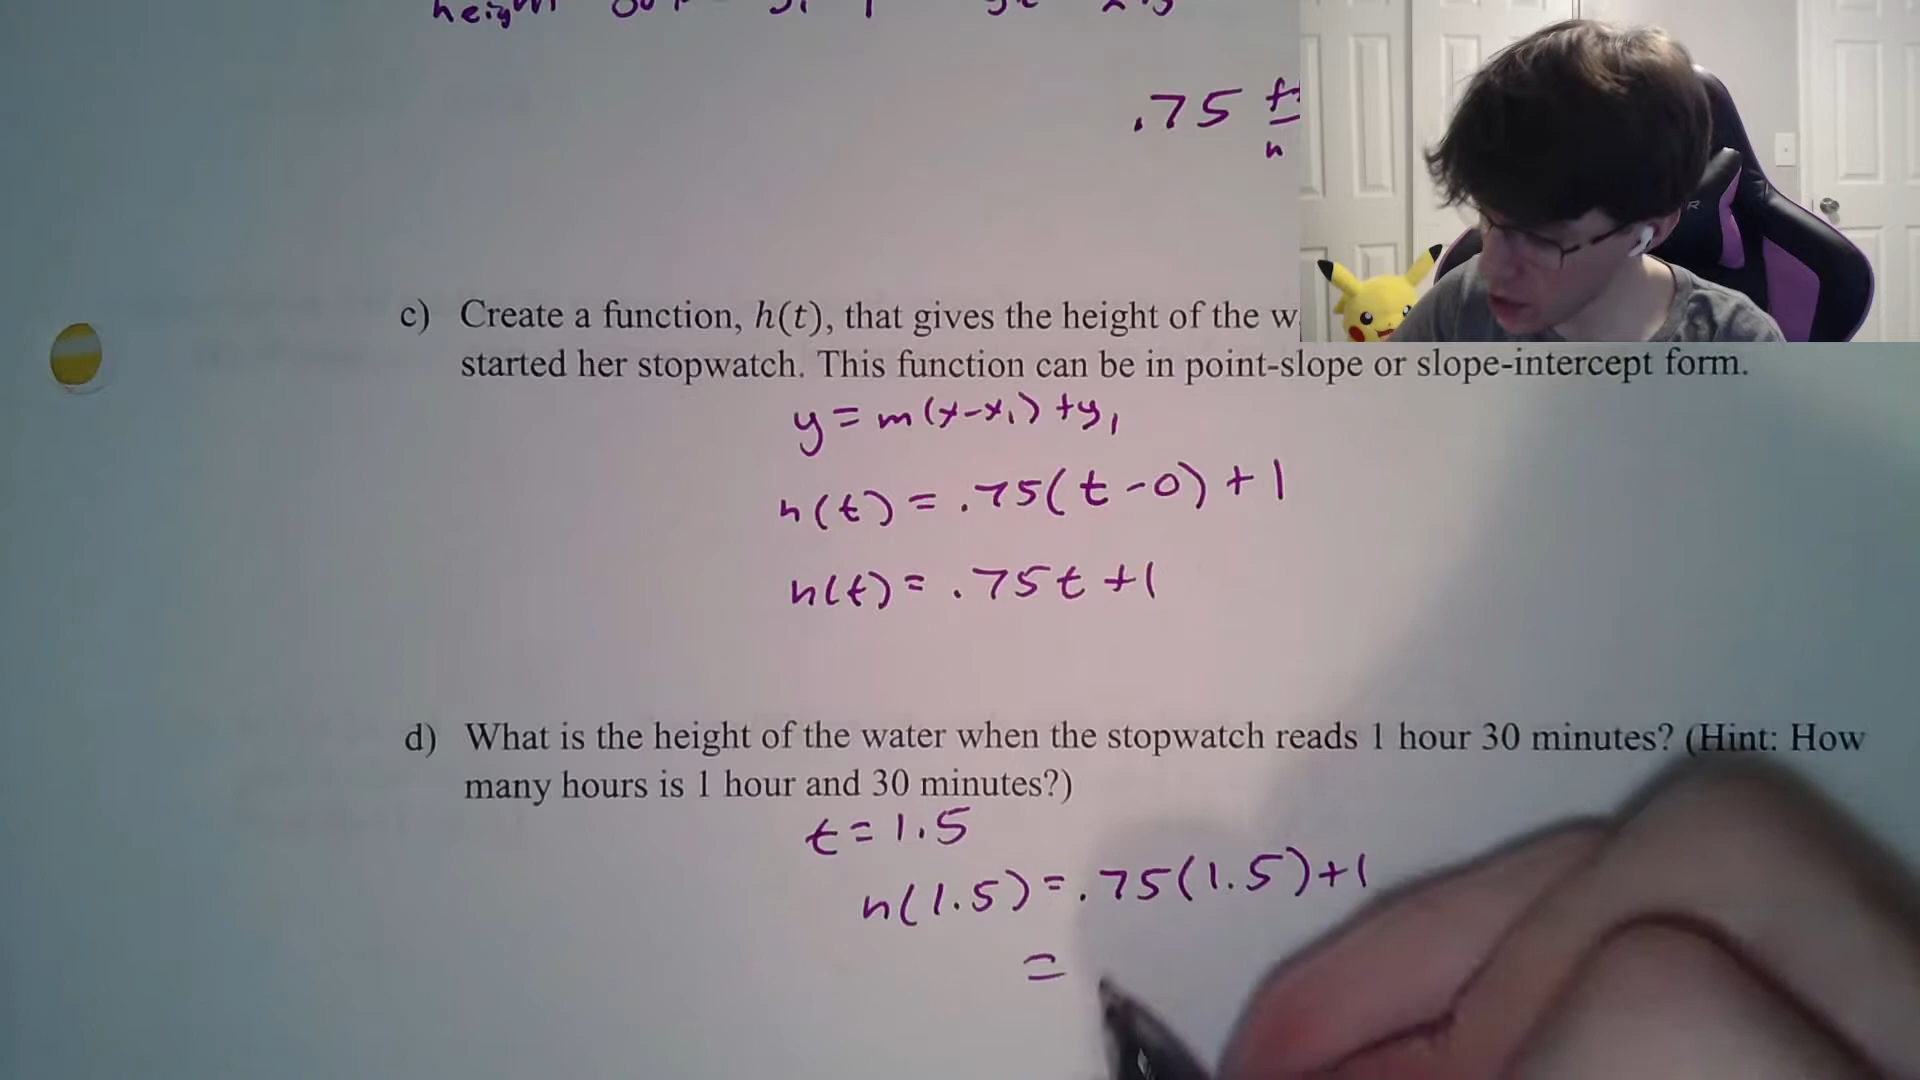 height
.75 ft
h
c) Create a function, h(t), that gives the height of the w
started her stopwatch. This function can be in point-slope or slope-intercept form.
y = m(x-x₁) + y₁
h(t) = .75(t-0) + 1
h(t) = .75t + 1
d) What is the height of the water when the stopwatch reads 1 hour 30 minutes? (Hint: How
many hours is 1 hour and 30 minutes?)
t = 1.5
h(1.5) = .75(1.5) + 1
=